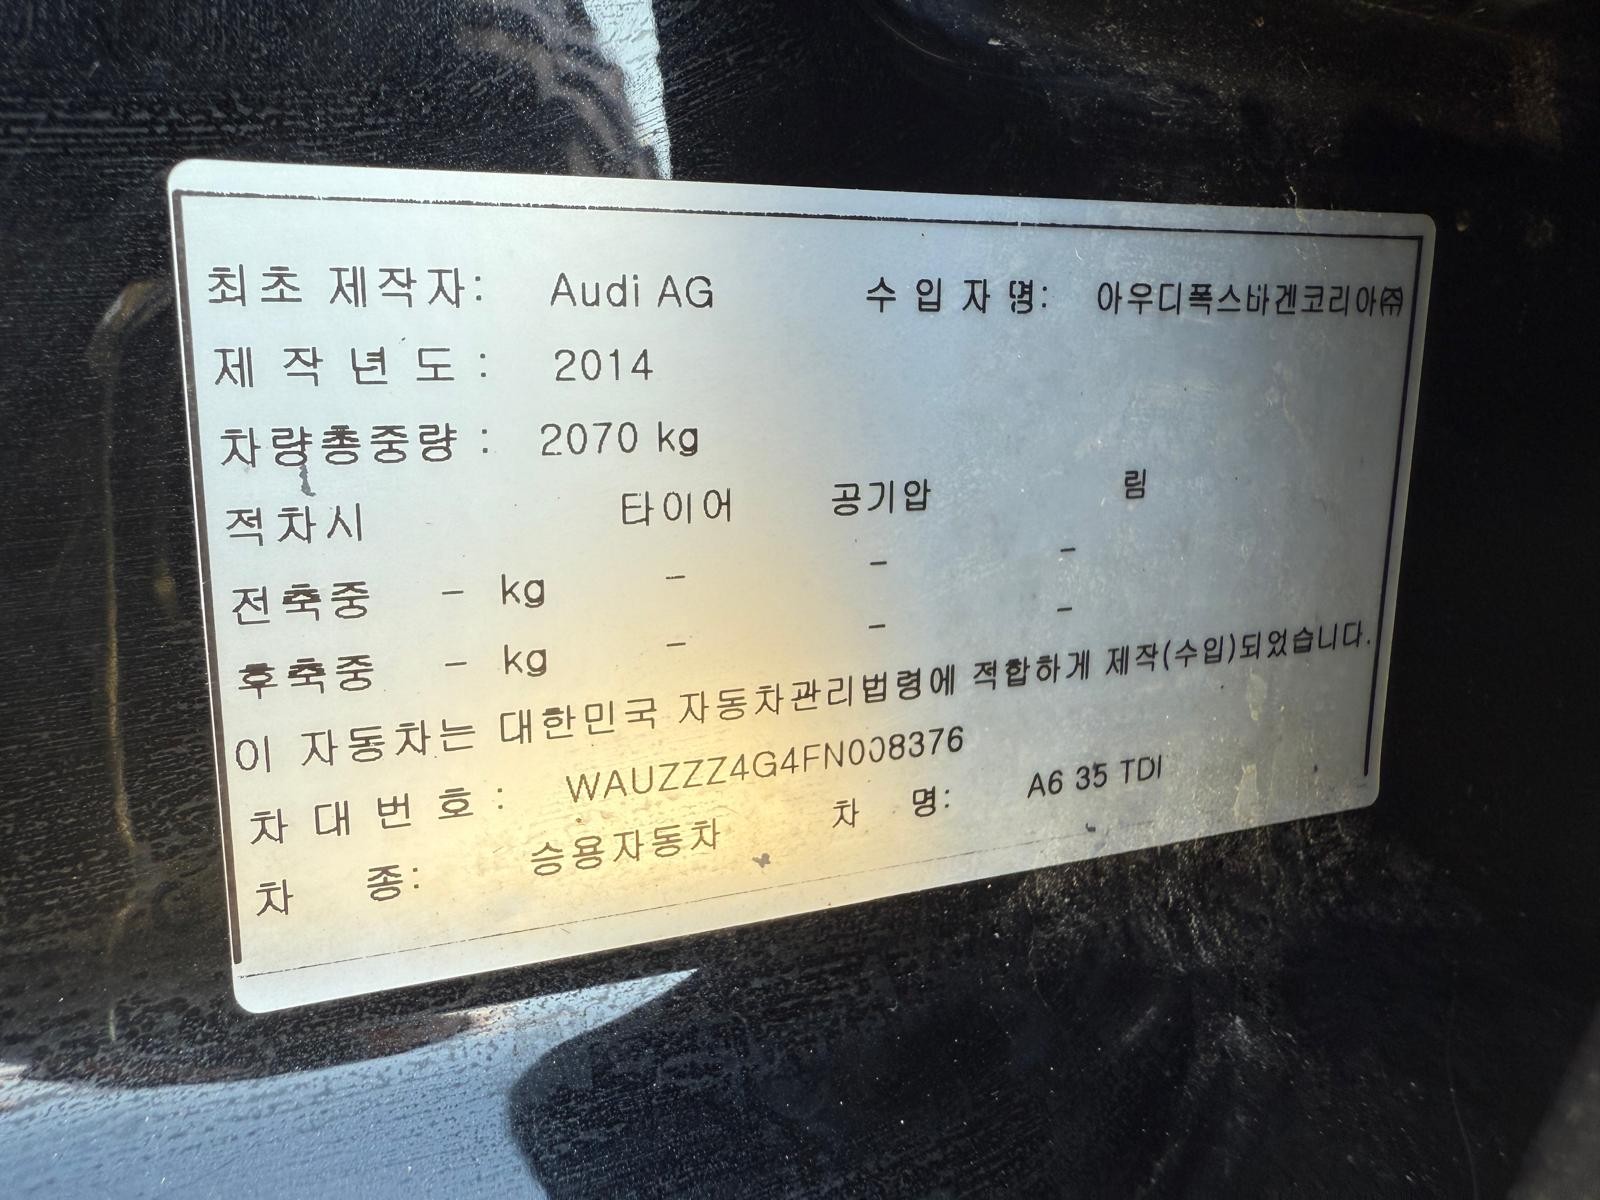 최초 제작자: Audi AG 수 입 자 명: 아우디폭스바겐코리아㈜
제 작 년 도 : 2014
차량총중량 : 2070 kg
적차시 타이어 공기압 림
전축중 - kg - - -
후축중 - kg - - -
이 자동차는 대한민국 자동차관리법령에 적합하게 제작(수입)되었습니다.
차 대 번 호 : WAUZZZ4G4FN008376
차 종: 승용자동차 차 명: A6 35 TDI